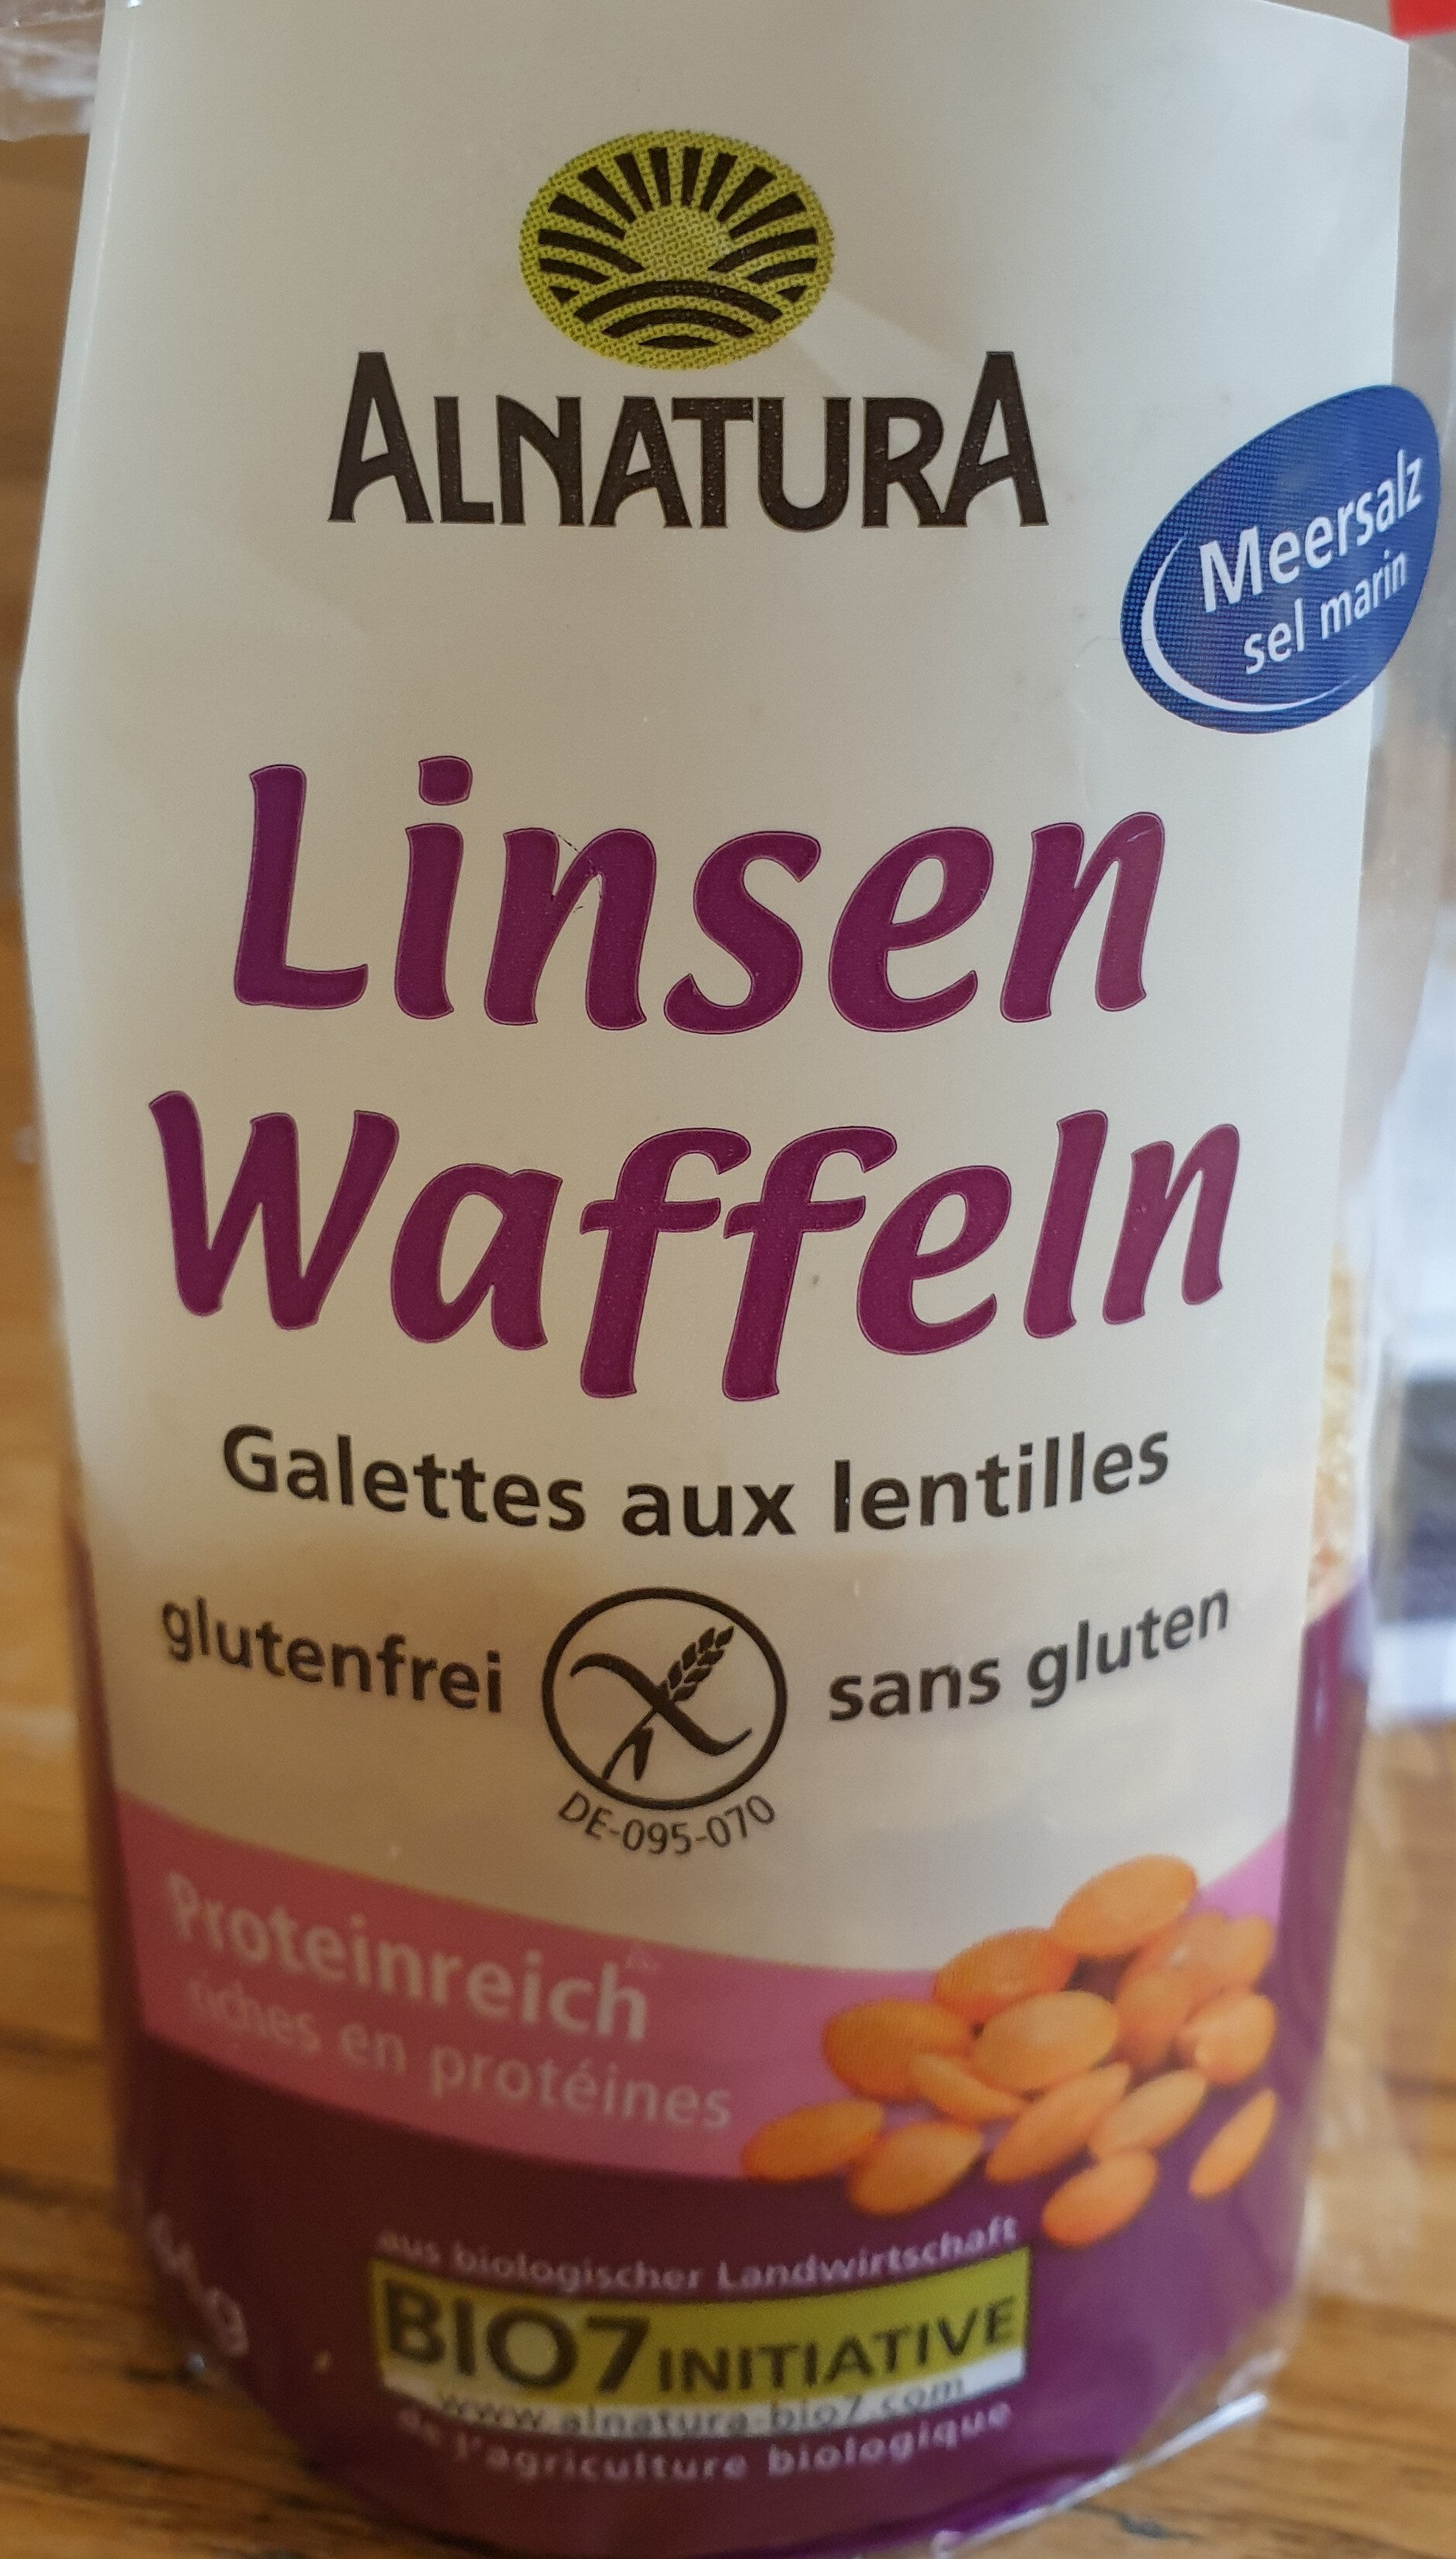 ALNATURA
Meersalz
sel marin
Linsen
Waffeln
Galettes aux lentilles
glutenfrei
sans gluten
DE-095-070
Proteinreich
riches en protéines
aus biologischer Landwirtschaft
BIO7 INITIATIVE
www.alnatura-bio7.com
de l'agriculture biologique